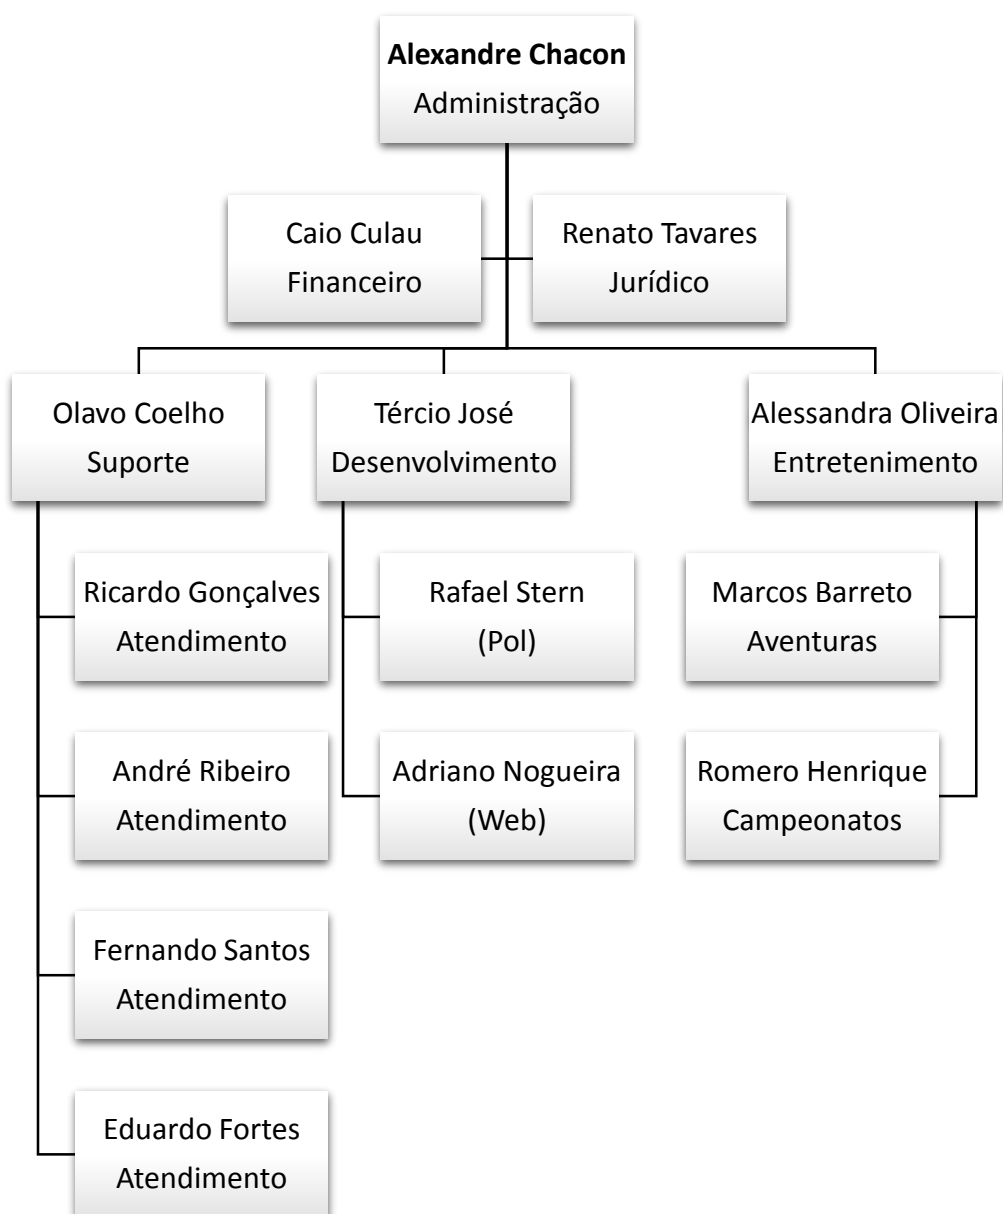 Alexandre Chacon
Administração
Caio Culau
Financeiro
Renato Tavares
Jurídico
Olavo Coelho
Suporte
Tércio José
Desenvolvimento
Alessandra Oliveira
Entretenimento
Ricardo Gonçalves
Atendimento
Rafael Stern
(Pol)
Marcos Barreto
Aventuras
André Ribeiro
Atendimento
Adriano Nogueira
(Web)
Romero Henrique
Campeonatos
Fernando Santos
Atendimento
Eduardo Fortes
Atendimento